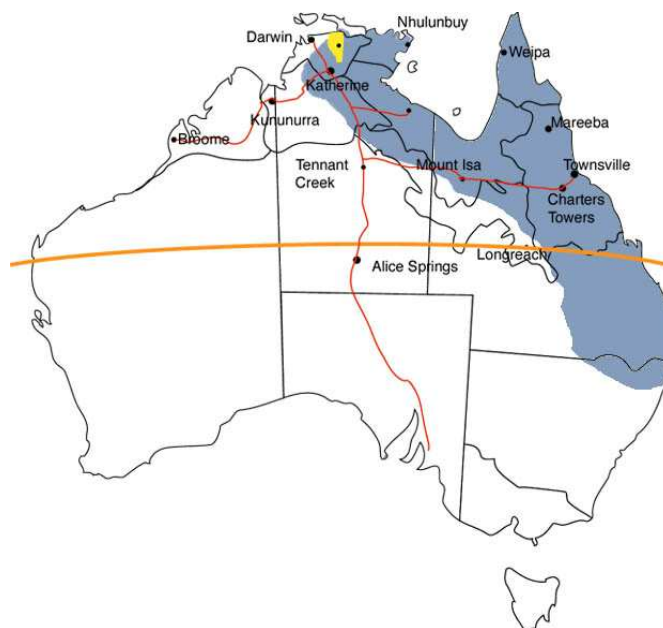 Nhulunbuy
Darwin
Weipa
Katherine
Kununurra
Mareeba
Broome
Tennant
Creek
Mount Isa
Townsville
Charters
Towers
Longreach
Alice Springs